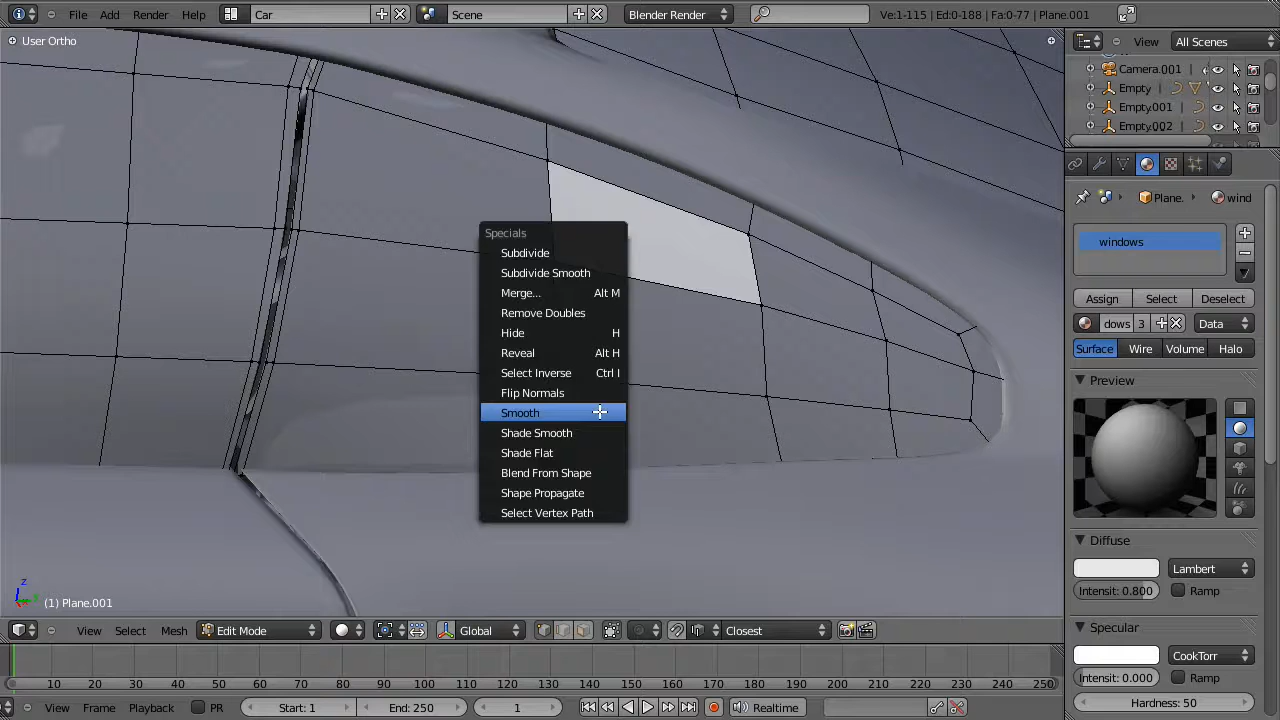 File Add Render Help Car Scene Blender Render Ve:1-115 | Ed:0-188 | Fa:0-77 | Plane.001
User Ortho
View All Scenes
Camera.001
Empty
Empty.001
Empty.002
Plane. wind
windows
Assign Select Deselect
dows 3 Data
Surface Wire Volume Halo
Preview
Specials
Subdivide
Subdivide Smooth
Merge... Alt M
Remove Doubles
Hide H
Reveal Alt H
Select Inverse Ctrl I
Flip Normals
Smooth
Shade Smooth
Shade Flat
Blend From Shape
Shape Propagate
Select Vertex Path
Diffuse
Lambert
Intensit: 0.800 Ramp
Specular
CookTorr
Intensit: 0.000 Ramp
Hardness: 50
z
(1) Plane.001
View Select Mesh Edit Mode Global Closest
0 10 20 30 40 50 60 70 80 90 100 110 120 130 140 150 160 170 180 190 200 210 220 230 240 250
View Frame Playback PR Start: 1 End: 250 1 Realtime